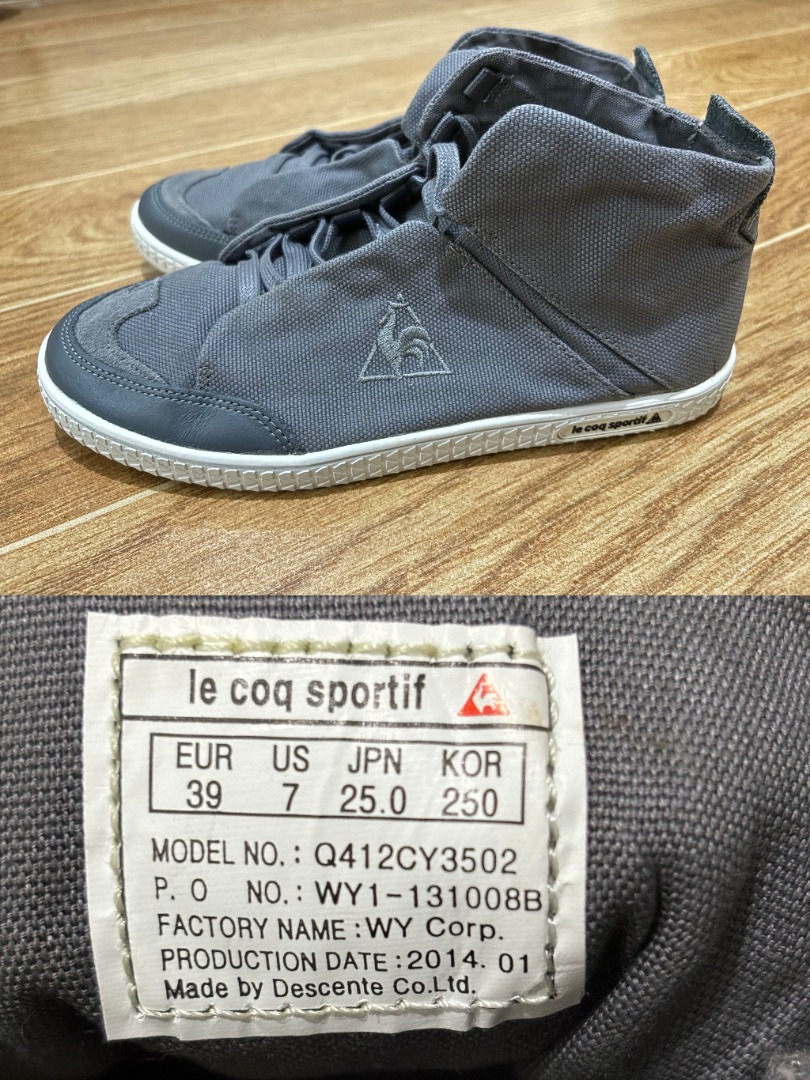 le coq sportif
le coq sportif
EUR US JPN KOR
39 7 25.0 250
MODEL NO.: Q412CY3502
P. O NO.: WY1-131008B
FACTORY NAME : WY Corp.
PRODUCTION DATE : 2014. 01
Made by Descente Co.Ltd.